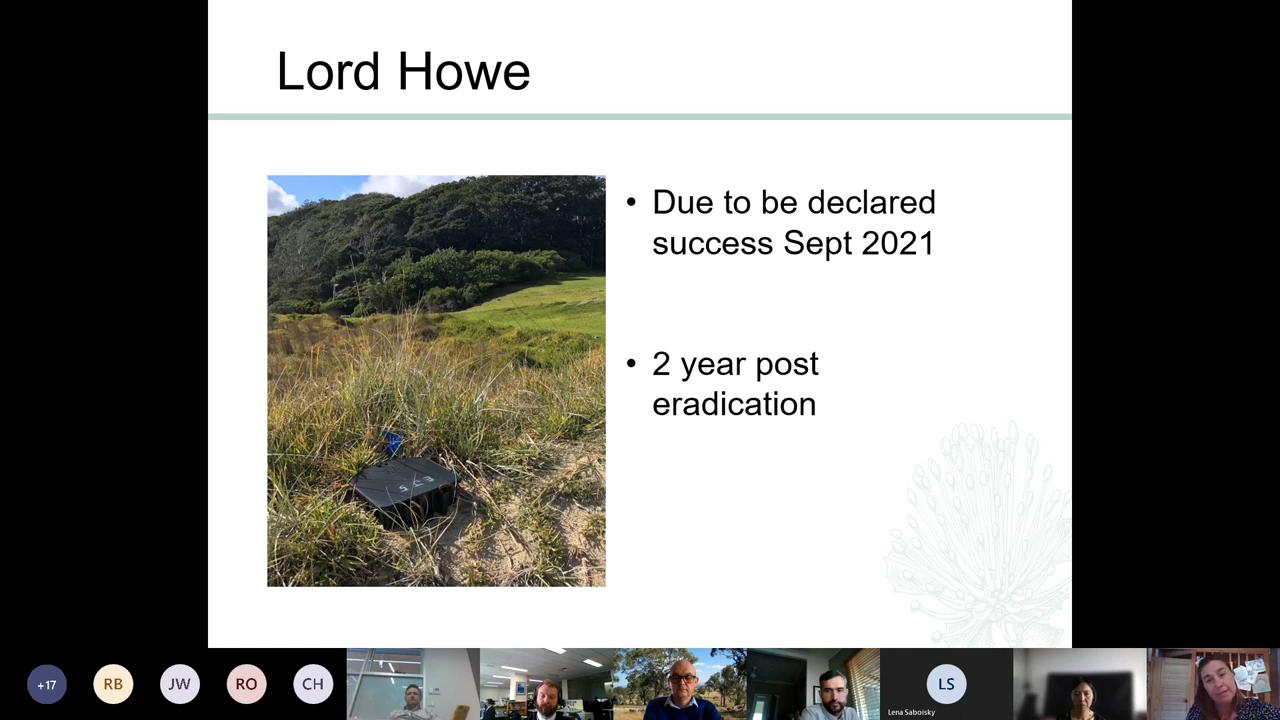 Lord Howe
• Due to be declared
success Sept 2021
• 2 year post
eradication
+17
RB
JW
RO
CH
LS
Lena Saboisky